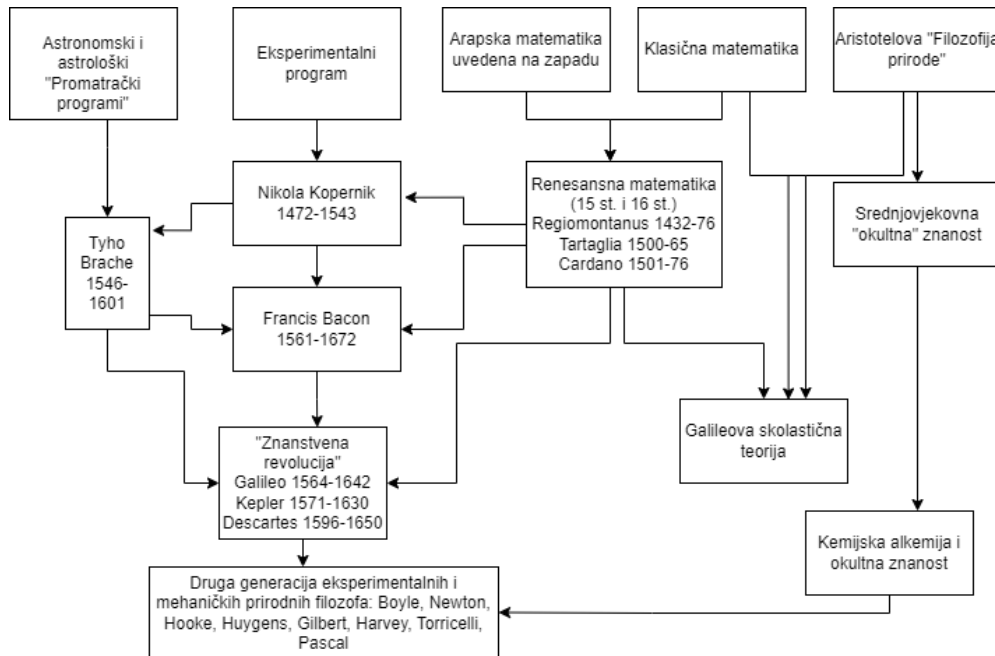 Astronomski i
astrološki
"Promatrački
programi"
Eksperimentalni
program
Arapska matematika
uvedena na zapadu
Klasična matematika
Aristotelova "Filozofija
prirode"
Nikola Kopernik
1472-1543
Renesansna matematika
(15 st. i 16 st.)
Regiomontanus 1432-76
Tartaglia 1500-65
Cardano 1501-76
Srednjovjekovna
"okultna" znanost
Tyho
Brache
1546-
1601
Francis Bacon
1561-1672
Galileova skolastična
teorija
"Znanstvena
revolucija"
Galileo 1564-1642
Kepler 1571-1630
Descartes 1596-1650
Kemijska alkemija i
okultna znanost
Druga generacija eksperimentalnih i
mehaničkih prirodnih filozofa: Boyle, Newton,
Hooke, Huygens, Gilbert, Harvey, Torricelli,
Pascal